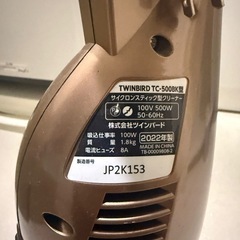 TWINBIRD TC-500BK型
サイクロンスティック型クリーナー
100V 500W
50-60Hz
株式会社ツインバード
吸込仕事率 100W
質量 1.8kg
電流ヒューズ 8A
2022年製
MADE IN CHINA
製造番号
JP2K153